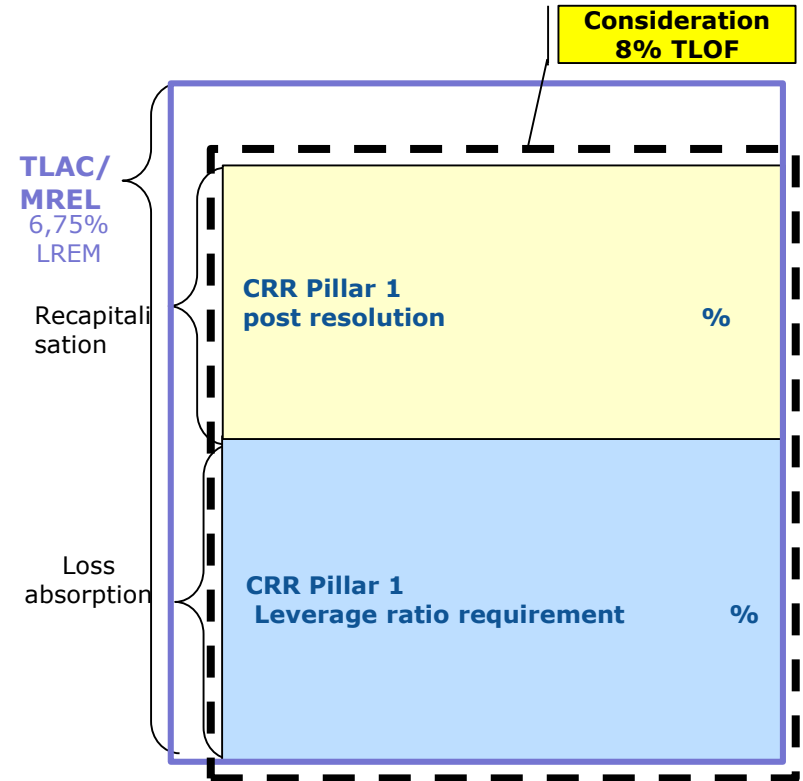 Consideration
8% TLOF
TLAC/
MREL
6,75%
LREM
Recapitali
sation
CRR Pillar 1
post resolution %
Loss
absorption
CRR Pillar 1
Leverage ratio requirement %